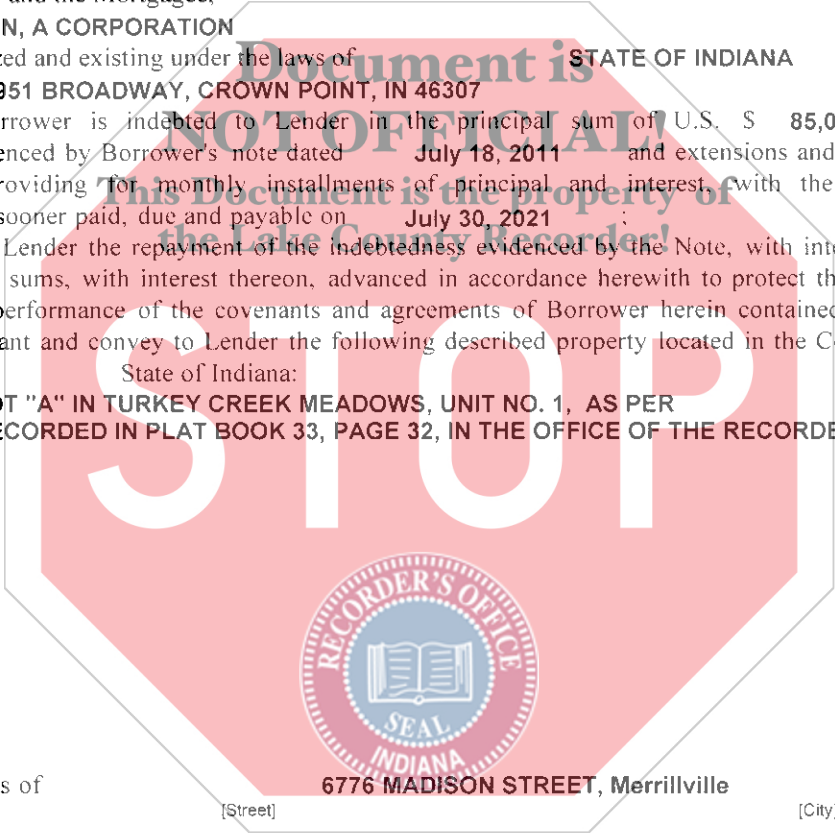 and the Mortgagee,
N, A CORPORATION
zed and existing under the laws of STATE OF INDIANA
951 BROADWAY, CROWN POINT, IN 46307
rrower is indebted to Lender in the principal sum of U.S. $ 85,0
enced by Borrower's note dated July 18, 2011 and extensions and
roviding for monthly installments of principal and interest, with the
sooner paid, due and payable on July 30, 2021 ;
Lender the repayment of the indebtedness evidenced by the Note, with inte
sums, with interest thereon, advanced in accordance herewith to protect th
performance of the covenants and agreements of Borrower herein contained
ant and convey to Lender the following described property located in the C
State of Indiana:
OT "A" IN TURKEY CREEK MEADOWS, UNIT NO. 1, AS PER
ECORDED IN PLAT BOOK 33, PAGE 32, IN THE OFFICE OF THE RECORDE
s of 6776 MADISON STREET, Merrillville
[Street] [City]
Document is
NOT OFFICIAL!
This Document is the property of
the Lake County Recorder!
STOP
RECORDER'S OFFICE
SEAL
INDIANA